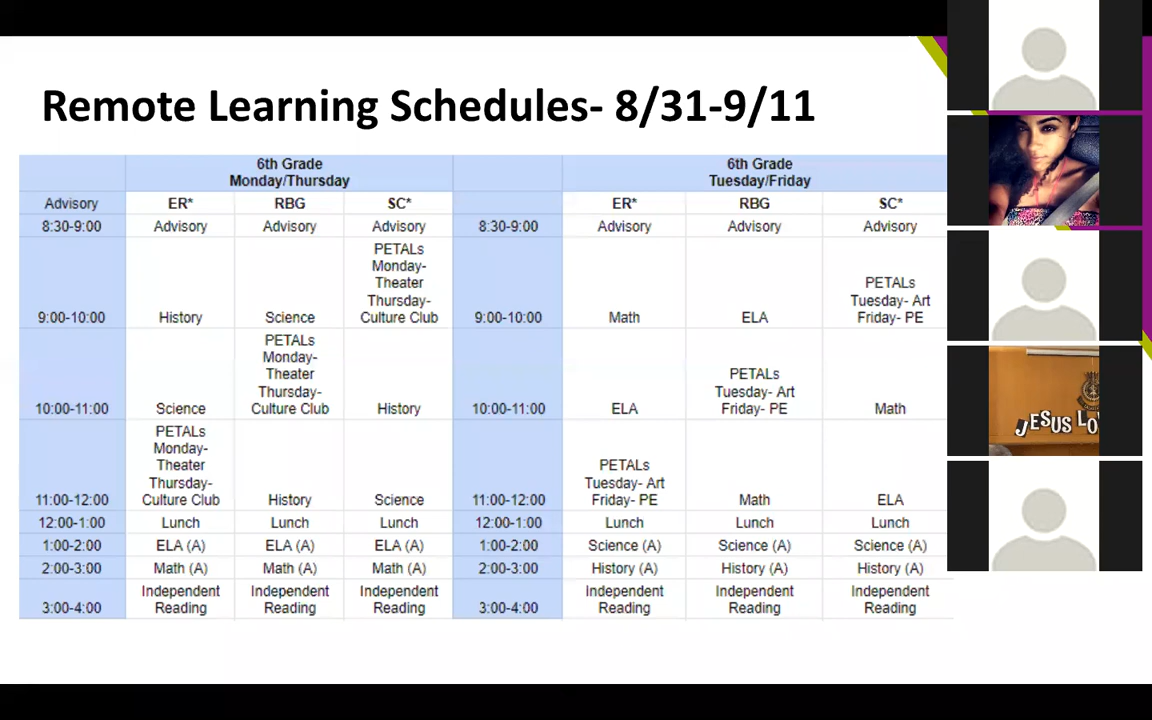 Remote Learning Schedules- 8/31-9/11
6th Grade
Monday/Thursday
6th Grade
Tuesday/Friday
Advisory ER* RBG SC* ER* RBG SC*
8:30-9:00 Advisory Advisory Advisory 8:30-9:00 Advisory Advisory Advisory
9:00-10:00 History Science PETALs
Monday-
Theater
Thursday-
Culture Club
9:00-10:00 Math ELA PETALs
Tuesday- Art
Friday- PE
10:00-11:00 Science PETALs
Monday-
Theater
Thursday-
Culture Club
History 10:00-11:00 ELA PETALs
Tuesday- Art
Friday- PE
Math
11:00-12:00 PETALs
Monday-
Theater
Thursday-
Culture Club
History Science 11:00-12:00 PETALs
Tuesday- Art
Friday- PE
Math ELA
12:00-1:00 Lunch Lunch Lunch 12:00-1:00 Lunch Lunch Lunch
1:00-2:00 ELA (A) ELA (A) ELA (A) 1:00-2:00 Science (A) Science (A) Science (A)
2:00-3:00 Math (A) Math (A) Math (A) 2:00-3:00 History (A) History (A) History (A)
3:00-4:00 Independent
Reading
Independent
Reading
Independent
Reading
3:00-4:00 Independent
Reading
Independent
Reading
Independent
Reading
JESUS LO